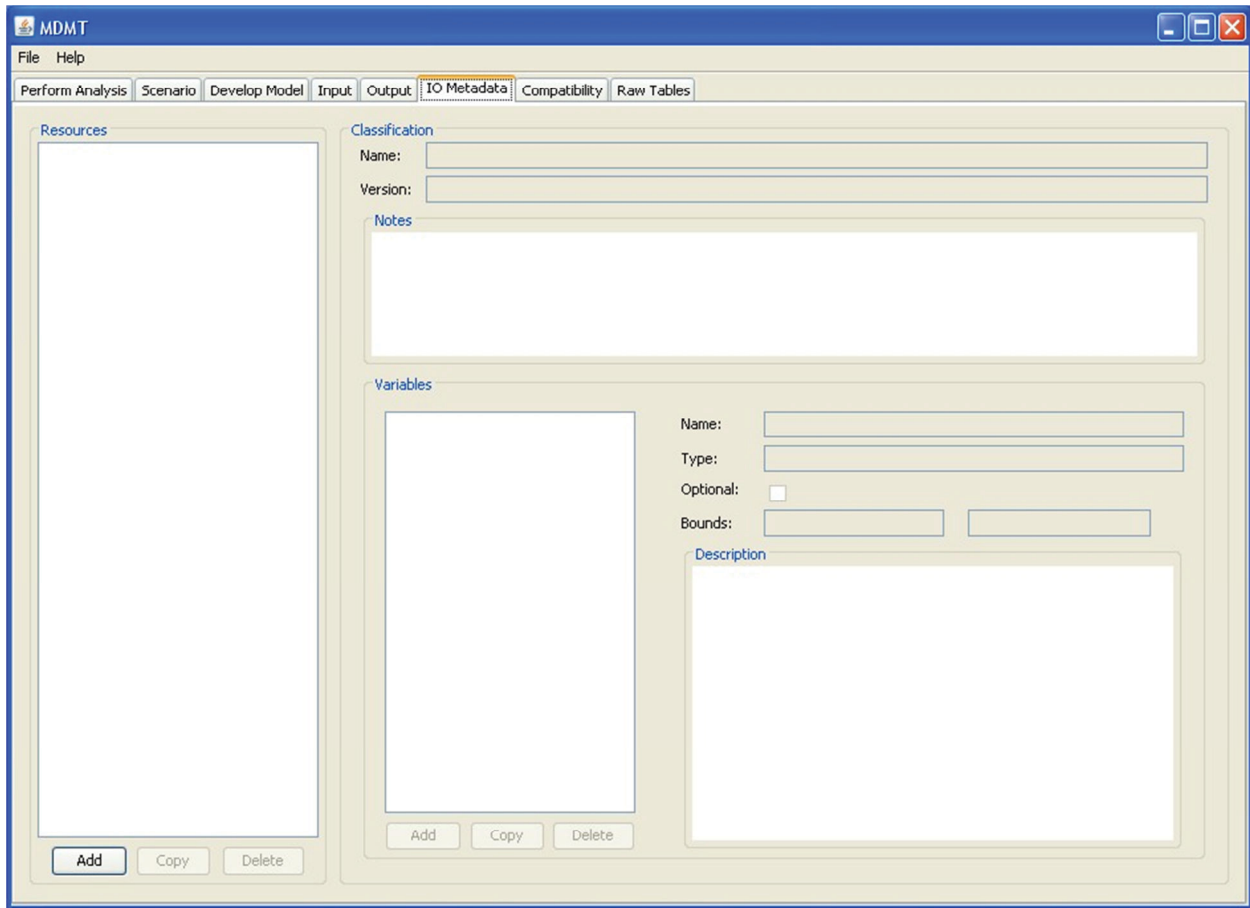 MDMT
File Help
Perform Analysis Scenario Develop Model Input Output IO Metadata Compatibility Raw Tables
Resources
Add Copy Delete
Classification
Name:
Version:
Notes
Variables
Add Copy Delete
Name:
Type:
Optional:
Bounds:
Description